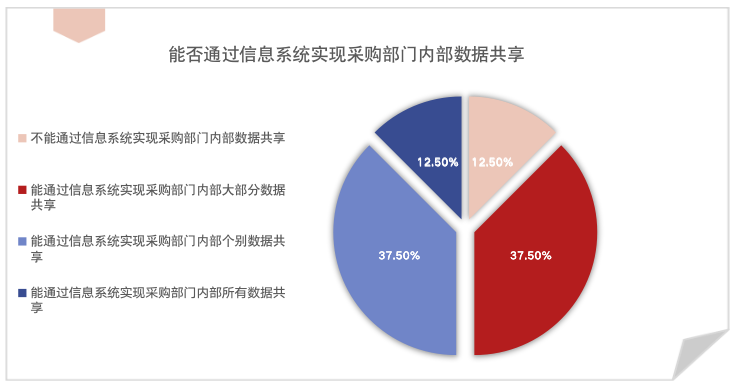 能否通过信息系统实现采购部门内部数据共享
不能通过信息系统实现采购部门内部数据共享
能通过信息系统实现采购部门内部大部分数据
共享
能通过信息系统实现采购部门内部个别数据共
享
能通过信息系统实现采购部门内部所有数据共
享
12.50%
12.50%
37.50%
37.50%